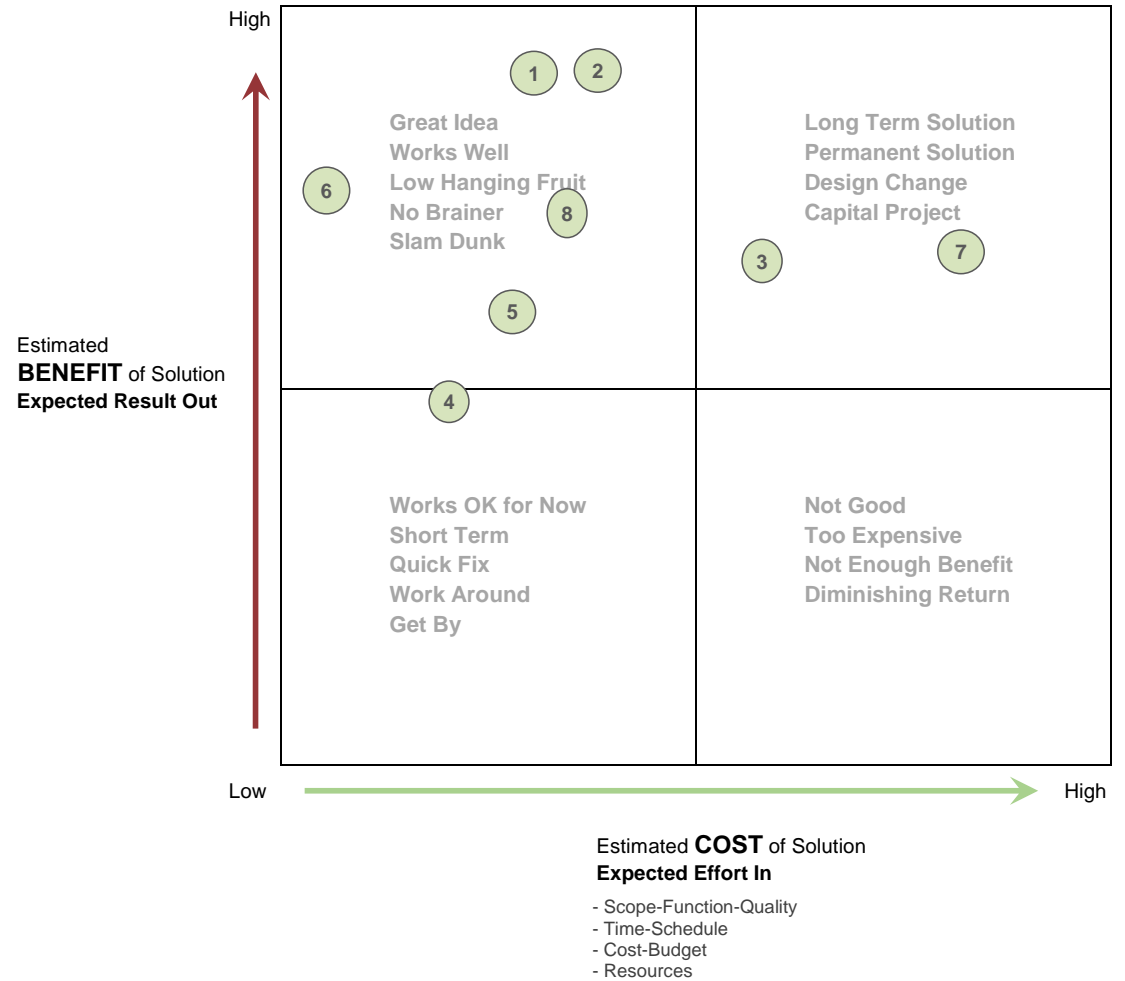 High
1
2
Great Idea
Works Well
Low Hanging Fruit
No Brainer
Slam Dunk
6
8
5
Long Term Solution
Permanent Solution
Design Change
Capital Project
3
7
Estimated
BENEFIT of Solution
Expected Result Out
4
Works OK for Now
Short Term
Quick Fix
Work Around
Get By
Not Good
Too Expensive
Not Enough Benefit
Diminishing Return
Low
High
Estimated COST of Solution
Expected Effort In
- Scope-Function-Quality
- Time-Schedule
- Cost-Budget
- Resources